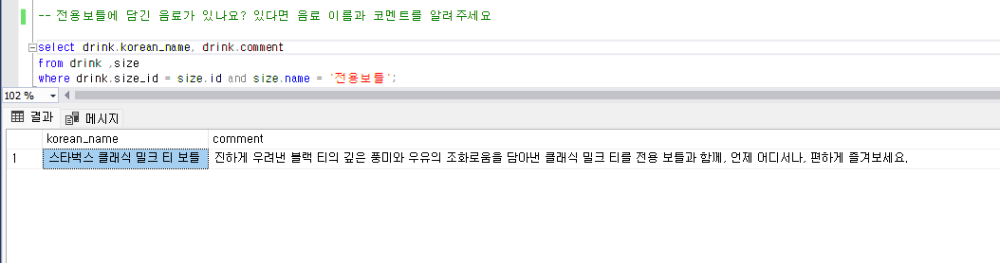 -- 전용보틀에 담긴 음료가 있나요? 있다면 음료 이름과 코멘트를 알려주세요
select drink.korean_name, drink.comment
from drink ,size
where drink.size_id = size.id and size.name = '전용보틀';
102 %
결과 메시지
korean_name comment
1 스타벅스 클래식 밀크 티 보틀 진하게 우려낸 블랙 티의 깊은 풍미와 우유의 조화로움을 담아낸 클래식 밀크 티를 전용 보틀과 함께, 언제 어디서나, 편하게 즐겨보세요.